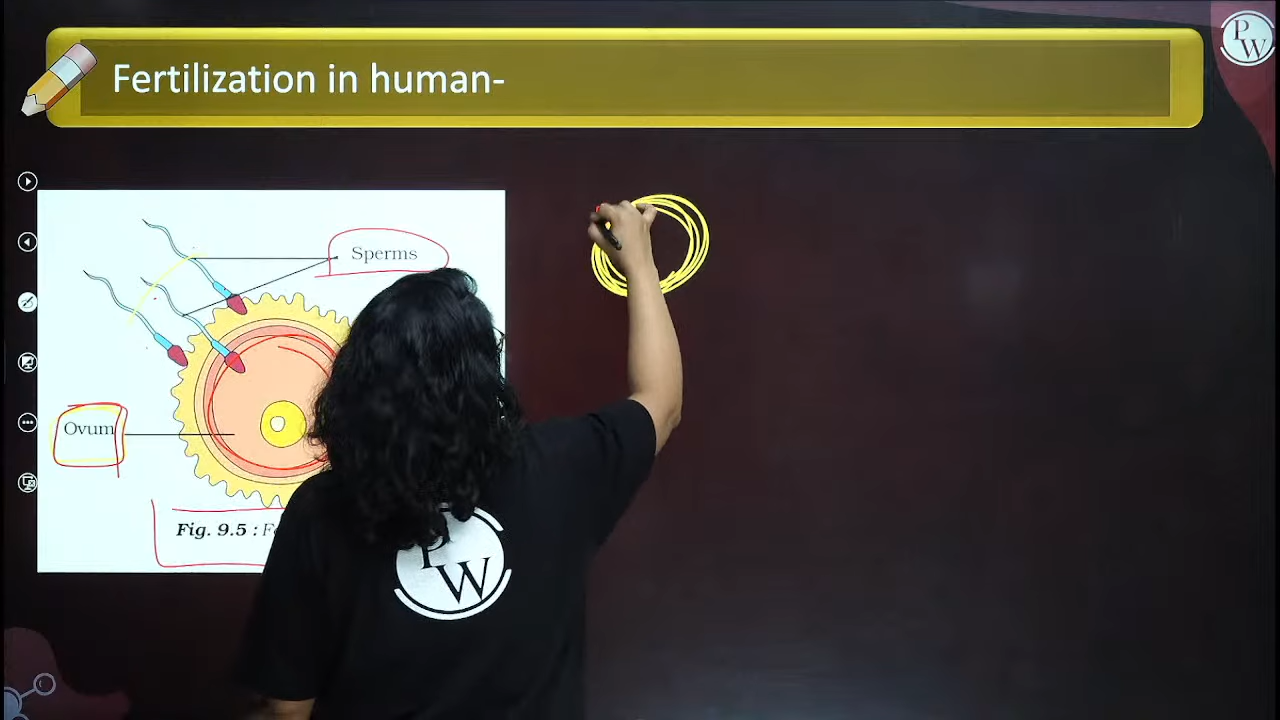 Fertilization in human-
P
W
Sperms
Ovum
Fig. 9.5 :
P
W